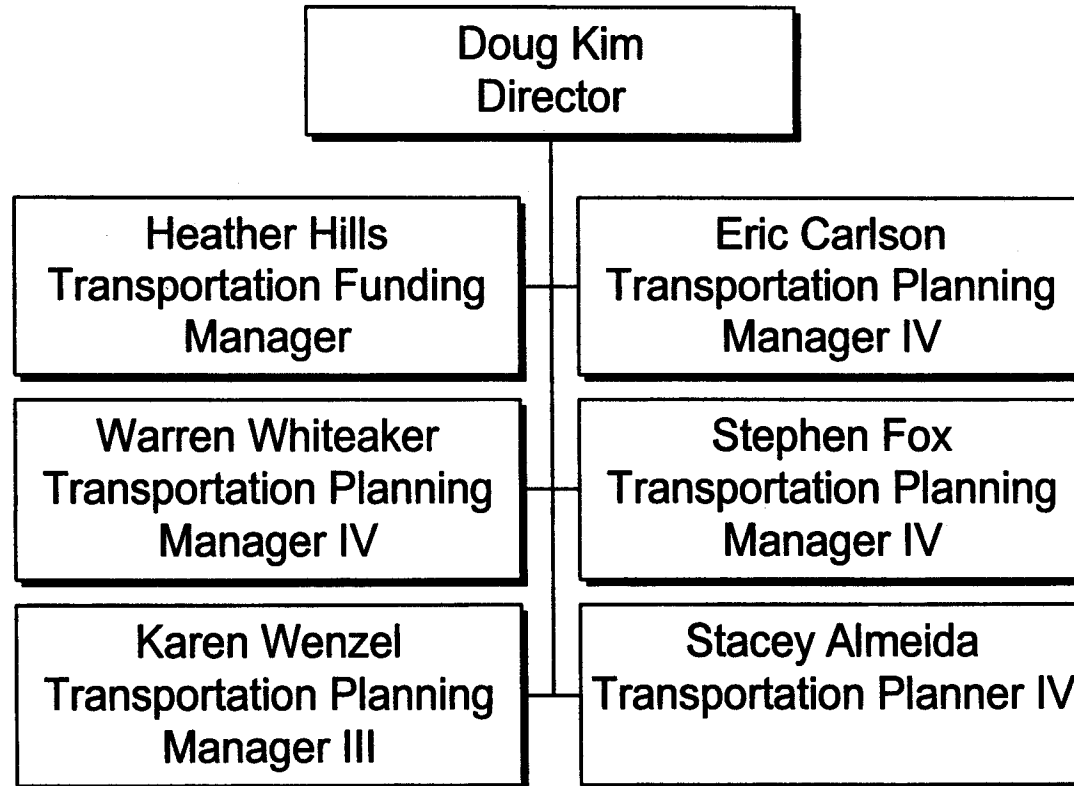 Doug Kim
Director
Heather Hills
Transportation Funding
Manager
Eric Carlson
Transportation Planning
Manager IV
Warren Whiteaker
Transportation Planning
Manager IV
Stephen Fox
Transportation Planning
Manager IV
Karen Wenzel
Transportation Planning
Manager III
Stacey Almeida
Transportation Planner IV